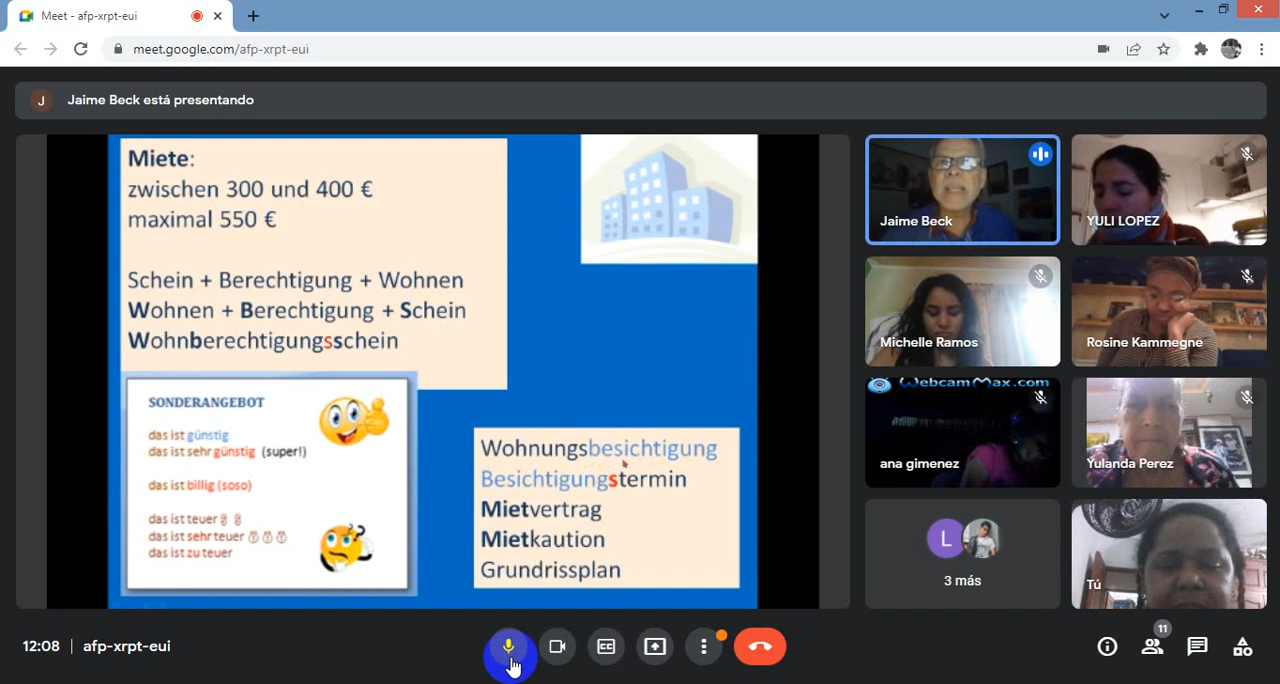 Meet - afp-xrpt-eui
meet.google.com/afp-xrpt-eui
J
Jaime Beck está presentando
Miete:
zwischen 300 und 400 €
maximal 550 €
Schein + Berechtigung + Wohnen
Wohnen + Berechtigung + Schein
Wohnberechtigungsschein
SONDERANGEBOT
das ist günstig
das ist sehr günstig (super!)
das ist billig (soso)
das ist teuer
das ist sehr teuer
das ist zu teuer
Wohnungsbesichtigung
Besichtigungstermin
Mietvertrag
Mietkaution
Grundrissplan
Jaime Beck
YULI LOPEZ
Michelle Ramos
Rosine Kammegne
WebcamMax.com
ana gimenez
Yulanda Perez
L
3 más
Tú
12:08 | afp-xrpt-eui
CC
11